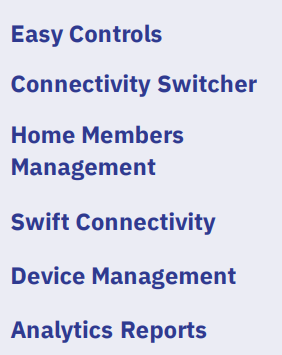 Easy Controls
Connectivity Switcher
Home Members
Management
Swift Connectivity
Device Management
Analytics Reports